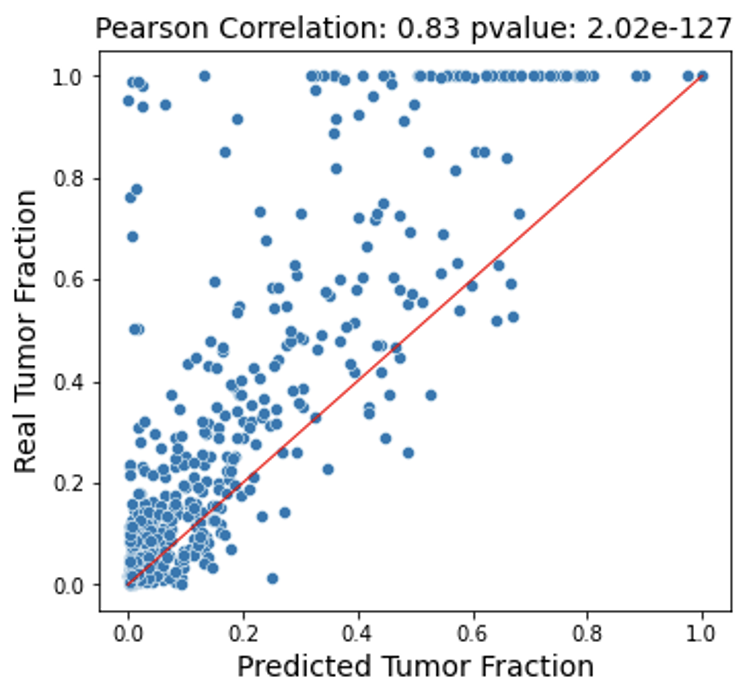 Pearson Correlation: 0.83 pvalue: 2.02e-127
1.0
0.8
0.6
0.4
0.2
0.0
Real Tumor Fraction
0.0 0.2 0.4 0.6 0.8 1.0
Predicted Tumor Fraction